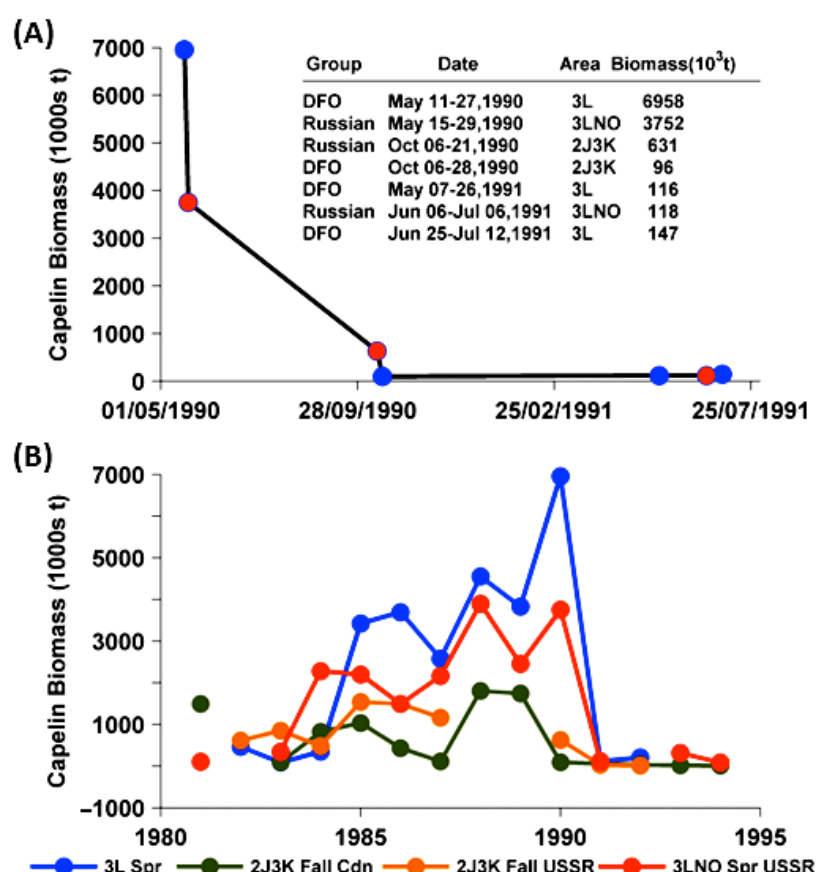 (A)
Capelin Biomass (1000s t)
7000
6000
5000
4000
3000
2000
1000
0
Group Date Area Biomass(10³t)
DFO May 11-27,1990 3L 6958
Russian May 15-29,1990 3LNO 3752
Russian Oct 06-21,1990 2J3K 631
DFO Oct 06-28,1990 2J3K 96
DFO May 07-26,1991 3L 116
Russian Jun 06-Jul 06,1991 3LNO 118
DFO Jun 25-Jul 12,1991 3L 147
01/05/1990 28/09/1990 25/02/1991 25/07/1991
(B)
Capelin Biomass (1000s t)
7000
5000
3000
1000
−1000
1980 1985 1990 1995
3L Spr 2J3K Fall Cdn 2J3K Fall USSR 3LNO Spr USSR